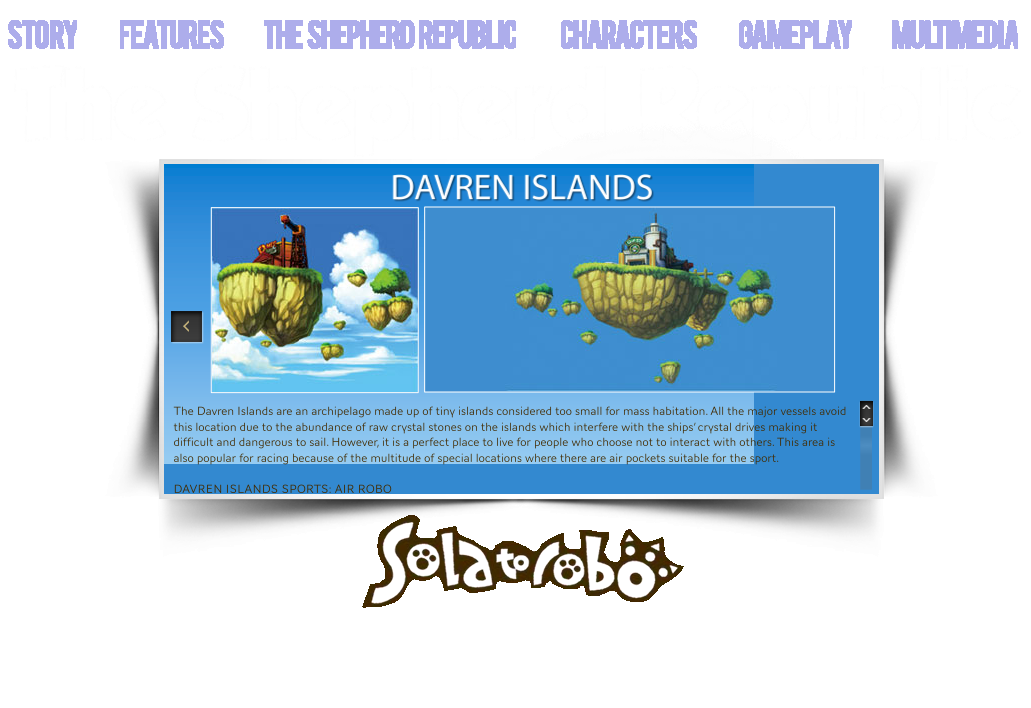 STORY FEATURES THE SHEPHERD REPUBLIC CHARACTERS GAMEPLAY MULTIMEDIA
DAVREN ISLANDS
The Davren Islands are an archipelago made up of tiny islands considered too small for mass habitation. All the major vessels avoid
this location due to the abundance of raw crystal stones on the islands which interfere with the ships' crystal drives making it
difficult and dangerous to sail. However, it is a perfect place to live for people who choose not to interact with others. This area is
also popular for racing because of the multitude of special locations where there are air pockets suitable for the sport.
DAVREN ISLANDS SPORTS: AIR ROBO
Solatorobo